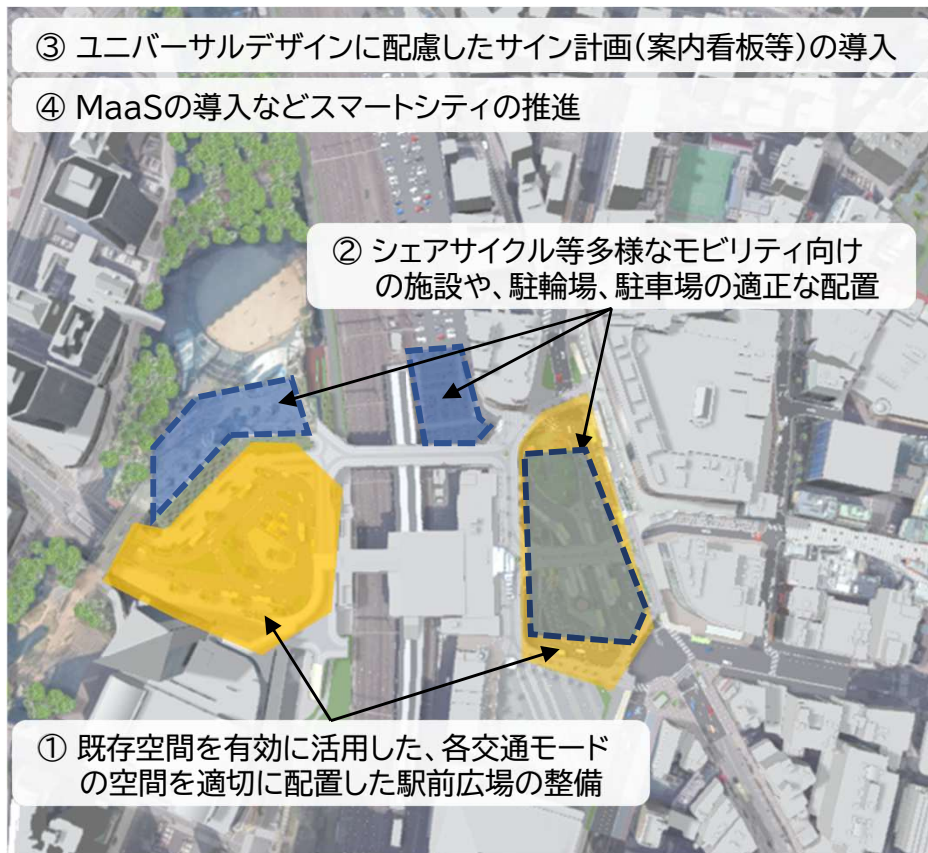 ③ ユニバーサルデザインに配慮したサイン計画(案内看板等)の導入
④ MaaSの導入などスマートシティの推進
② シェアサイクル等多様なモビリティ向け
の施設や、駐輪場、駐車場の適正な配置
① 既存空間を有効に活用した、各交通モード
の空間を適切に配置した駅前広場の整備